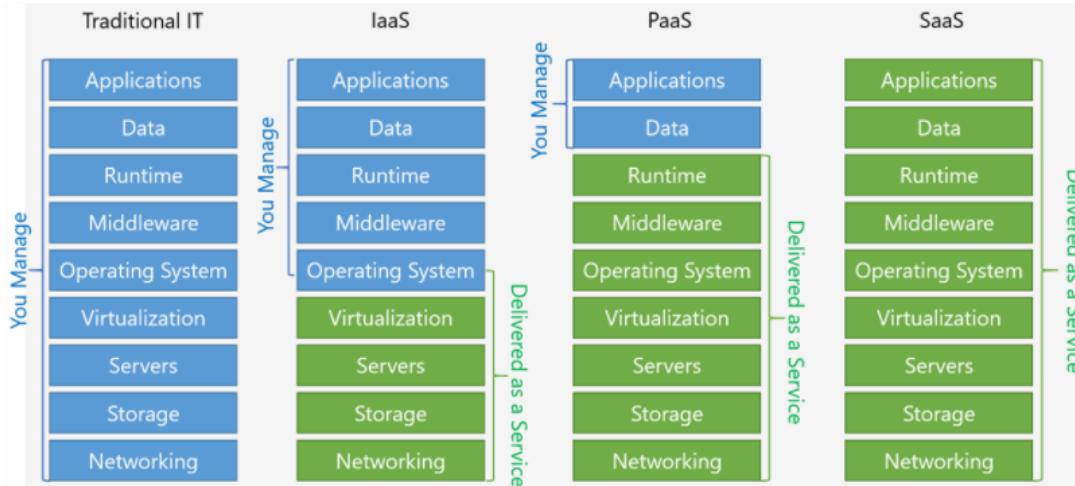 Traditional IT
IaaS
PaaS
SaaS
You Manage
Applications
Data
Runtime
Middleware
Operating System
Virtualization
Servers
Storage
Networking
You Manage
Applications
Data
Runtime
Middleware
Operating System
Virtualization
Servers
Storage
Networking
Delivered as a Service
You Manage
Applications
Data
Runtime
Middleware
Operating System
Virtualization
Servers
Storage
Networking
Delivered as a Service
Applications
Data
Runtime
Middleware
Operating System
Virtualization
Servers
Storage
Networking
Delivered as a Service